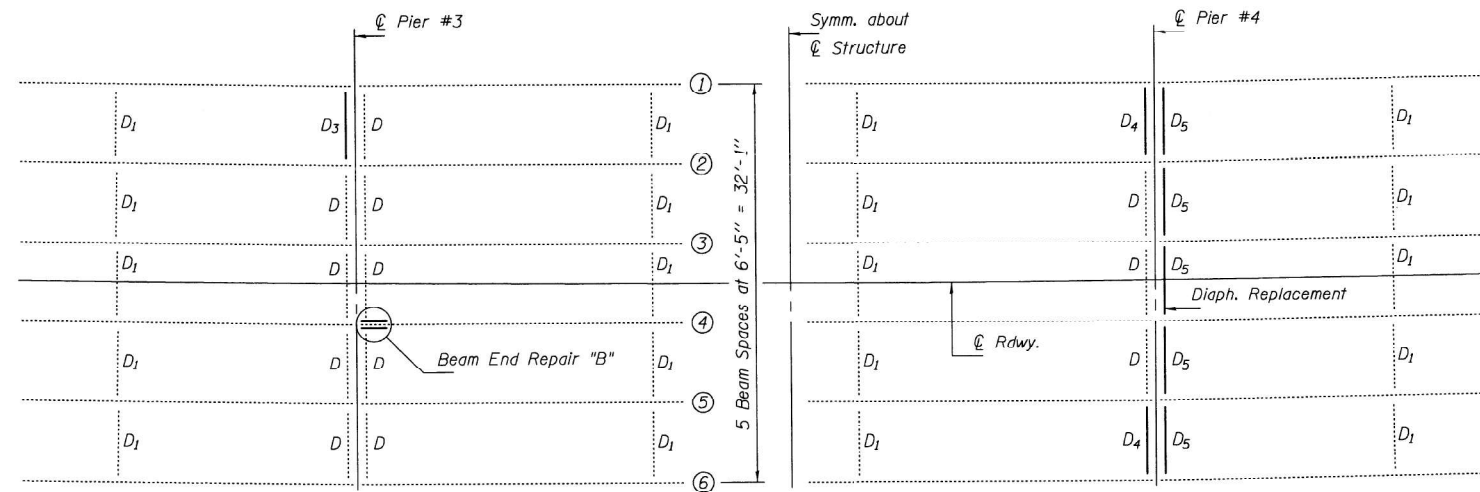 ℄ Pier #3
Symm. about
℄ Structure
℄ Pier #4
1
D1 D3 D D1 D1 D4 D5 D1
2
D1 D D D1 D1 D D5 D1
3
D1 D D D1 D1 D D5 D1
5 Beam Spaces at 6'-5" = 32'-1"
Diaph. Replacement
4
℄ Rdwy.
Beam End Repair "B"
D1 D D D1 D1 D D5 D1
5
D1 D D D1 D1 D4 D5 D1
6